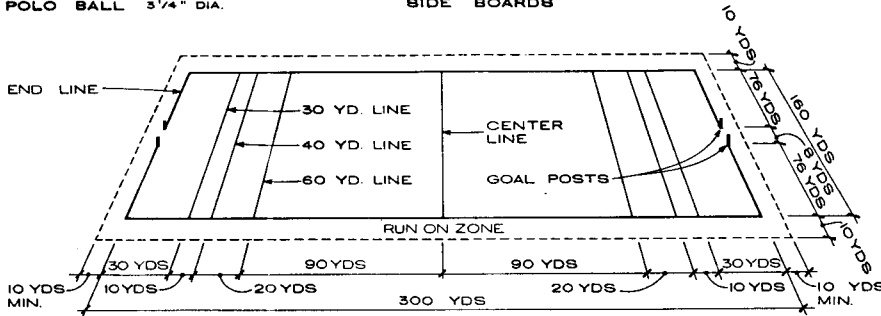 POLO BALL 3 1/4" DIA.
SIDE BOARDS
END LINE
30 YD. LINE
40 YD. LINE
60 YD. LINE
CENTER
LINE
GOAL POSTS
RUN ON ZONE
10 YDS
76 YDS
8 YDS
76 YDS
10 YDS
160 YDS
10 YDS
MIN.
30 YDS
10 YDS
20 YDS
90 YDS
90 YDS
20 YDS
10 YDS
30 YDS
10 YDS
MIN.
300 YDS